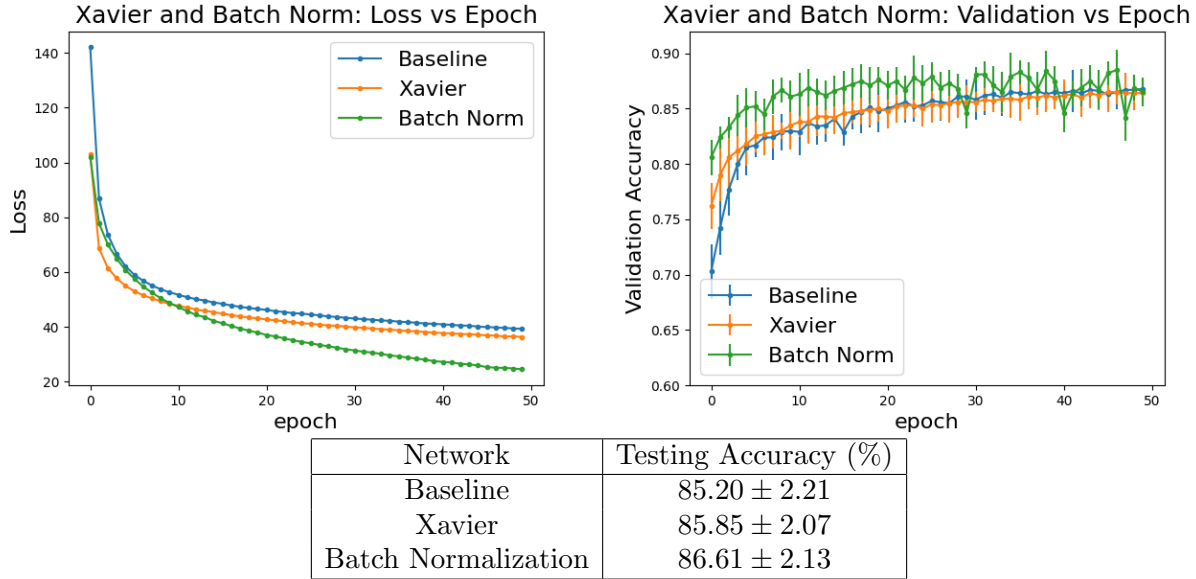 Xavier and Batch Norm: Loss vs Epoch
140
120
100
80
60
40
20
Loss
0
10
20
30
40
50
epoch
Baseline
Xavier
Batch Norm
Xavier and Batch Norm: Validation vs Epoch
0.90
0.85
0.80
0.75
0.70
0.65
0.60
Validation Accuracy
0
10
20
30
40
50
epoch
Baseline
Xavier
Batch Norm
Network Testing Accuracy (%)
Baseline 85.20 ± 2.21
Xavier 85.85 ± 2.07
Batch Normalization 86.61 ± 2.13